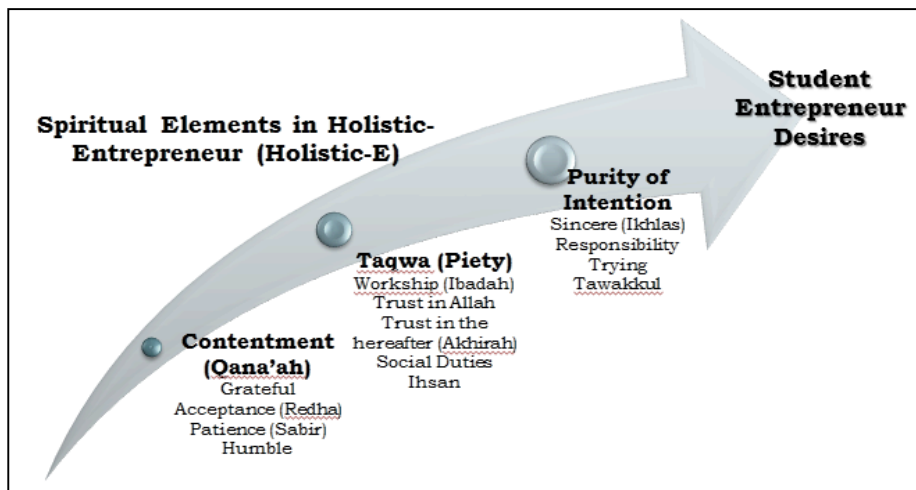 Spiritual Elements in Holistic-
Entrepreneur (Holistic-E)
Student
Entrepreneur
Desires
Contentment
(Qana’ah)
Grateful
Acceptance (Redha)
Patience (Sabir)
Humble
Taqwa (Piety)
Workship (Ibadah)
Trust in Allah
Trust in the
hereafter (Akhirah)
Social Duties
Ihsan
Purity of
Intention
Sincere (Ikhlas)
Responsibility
Trying
Tawakkul